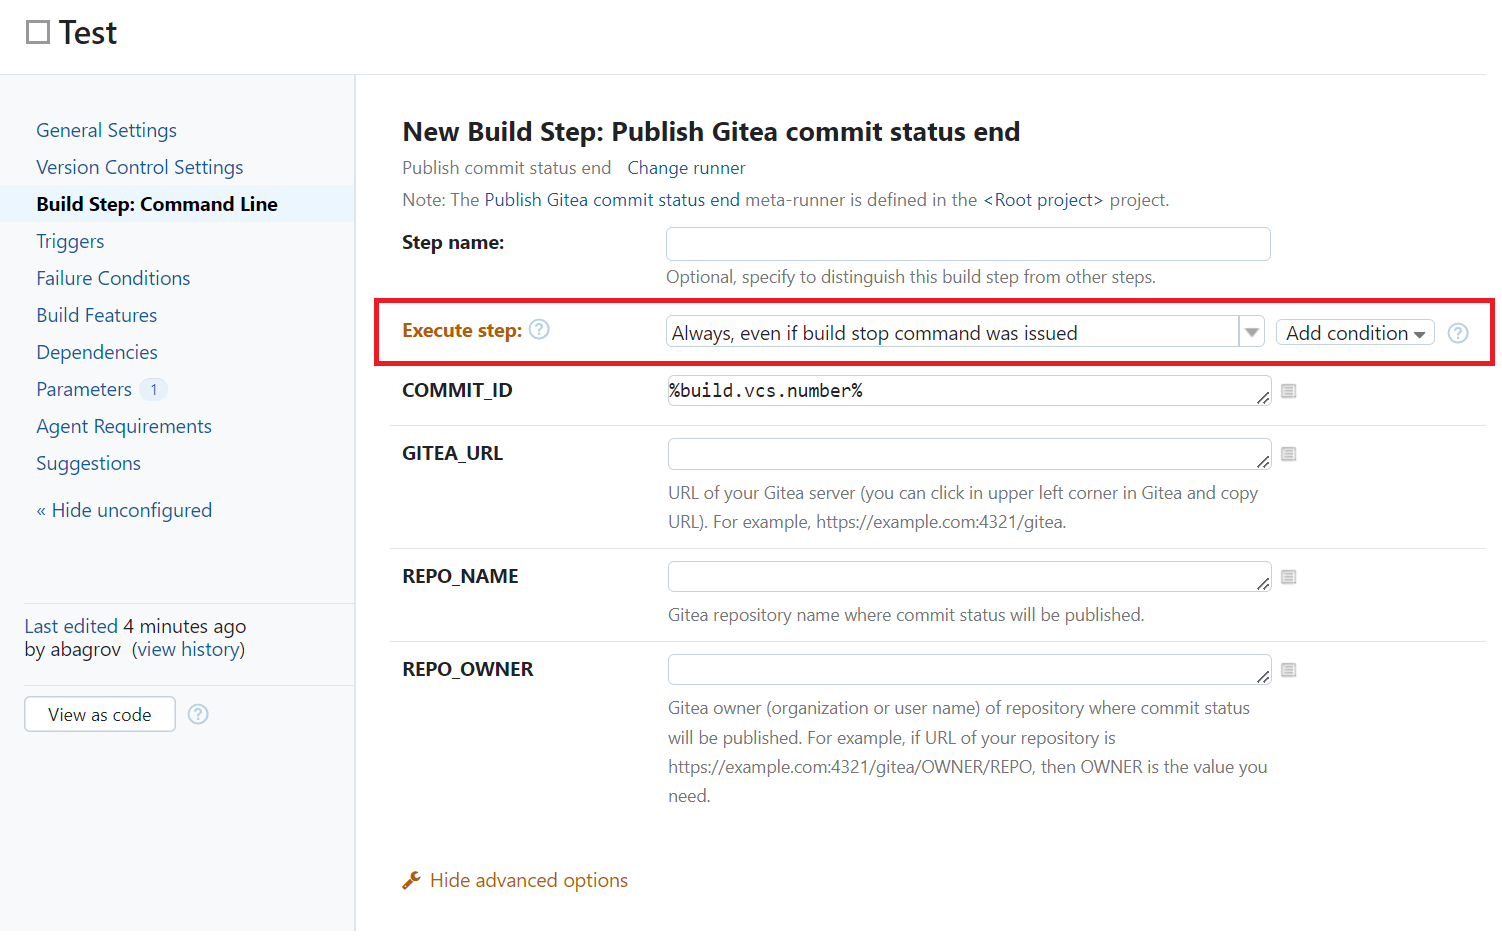 Test
General Settings
Version Control Settings
Build Step: Command Line
Triggers
Failure Conditions
Build Features
Dependencies
Parameters 1
Agent Requirements
Suggestions
« Hide unconfigured
Last edited 4 minutes ago
by abagrov (view history)
View as code ?
New Build Step: Publish Gitea commit status end
Publish commit status end Change runner
Note: The Publish Gitea commit status end meta-runner is defined in the <Root project> project.
Step name:
Optional, specify to distinguish this build step from other steps.
Execute step: ? Always, even if build stop command was issued Add condition ?
COMMIT_ID %build.vcs.number%
GITEA_URL
URL of your Gitea server (you can click in upper left corner in Gitea and copy
URL). For example, https://example.com:4321/gitea.
REPO_NAME
Gitea repository name where commit status will be published.
REPO_OWNER
Gitea owner (organization or user name) of repository where commit status
will be published. For example, if URL of your repository is
https://example.com:4321/gitea/OWNER/REPO, then OWNER is the value you
need.
Hide advanced options